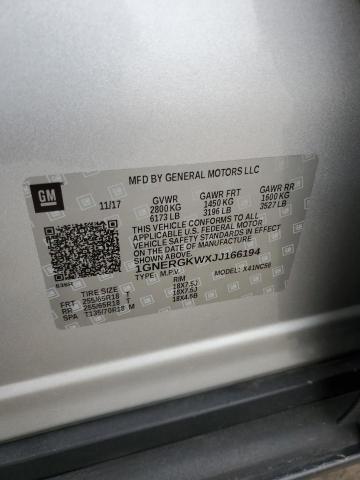 GM
MFD BY GENERAL MOTORS LLC
11/17 GVWR GAWR FRT GAWR RR
2800 KG 1450 KG 1600 KG
6173 LB 3196 LB 3527 LB
THIS VEHICLE CONFORMS TO ALL
APPLICABLE U.S. FEDERAL MOTOR
VEHICLE SAFETY STANDARDS IN EFFECT
ON THE DATE OF MANUFACTURE
SHOWN ABOVE.
1GNERGKWXJJ166194
TYPE: M.P.V. MODEL: X41NC56
TIRE SIZE RIM
FRT 255/65R18 T 18X7.5J
RR 255/65R18 T 18X7.5J
SPA T135/70R18 M 18X4.5B